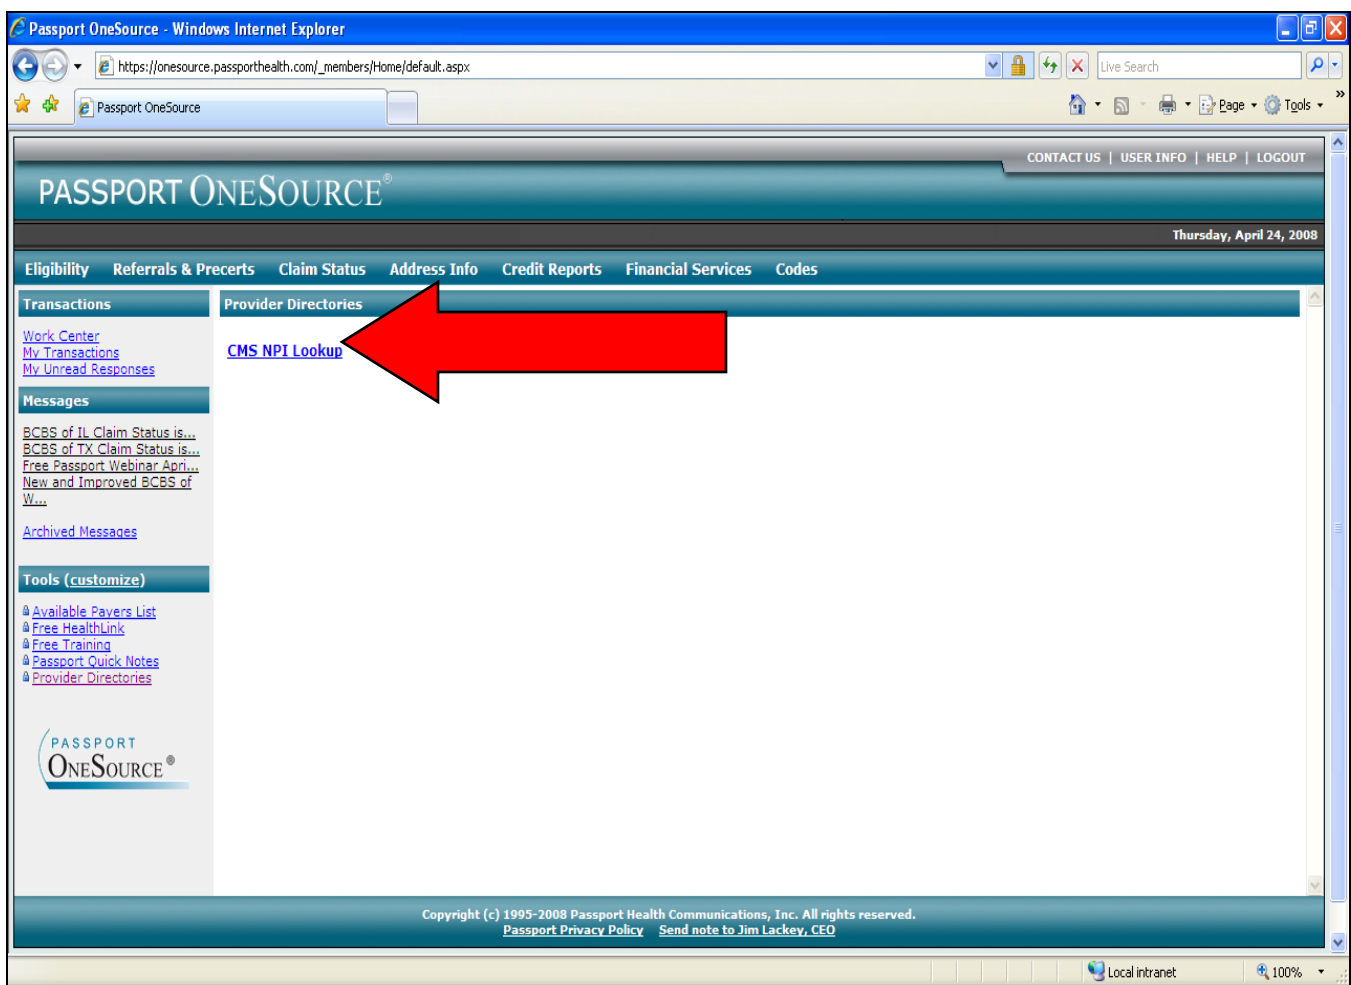 Passport OneSource - Windows Internet Explorer
https://onesource.passporthealth.com/_members/Home/default.aspx
Live Search
Passport OneSource
Page
Tools
»
CONTACT US | USER INFO | HELP | LOGOUT
PASSPORT ONESOURCE®
Thursday, April 24, 2008
Eligibility Referrals & Precerts Claim Status Address Info Credit Reports Financial Services Codes
Transactions
Work Center
My Transactions
My Unread Responses
Messages
BCBS of IL Claim Status is...
BCBS of TX Claim Status is...
Free Passport Webinar Apri...
New and Improved BCBS of
W...
Archived Messages
Tools (customize)
Available Payers List
Free HealthLink
Free Training
Passport Quick Notes
Provider Directories
PASSPORT
ONESOURCE®
Provider Directories
CMS NPI Lookup
Copyright (c) 1995-2008 Passport Health Communications, Inc. All rights reserved.
Passport Privacy Policy Send note to Jim Lackey, CEO
Local intranet
100%